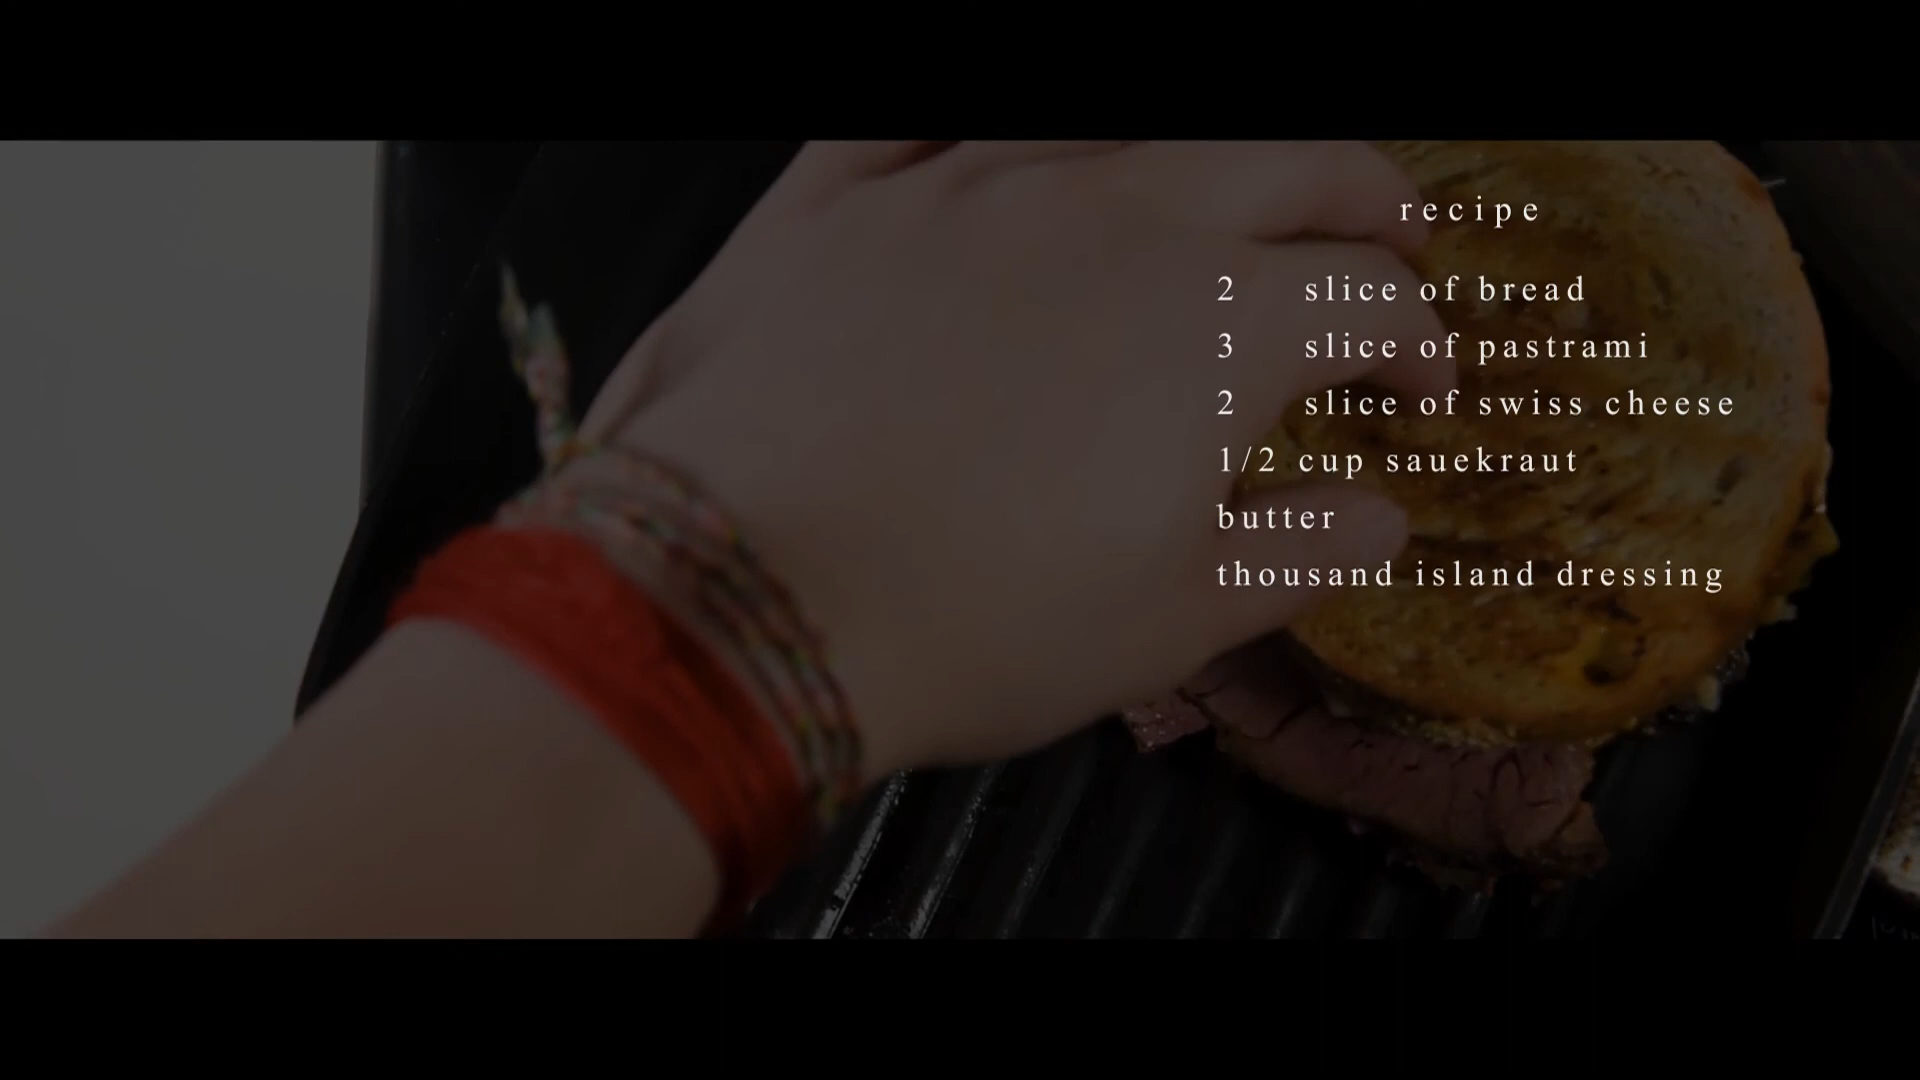 recipe
2 slice of bread
3 slice of pastrami
2 slice of swiss cheese
1/2 cup sauekraut
butter
thousand island dressing